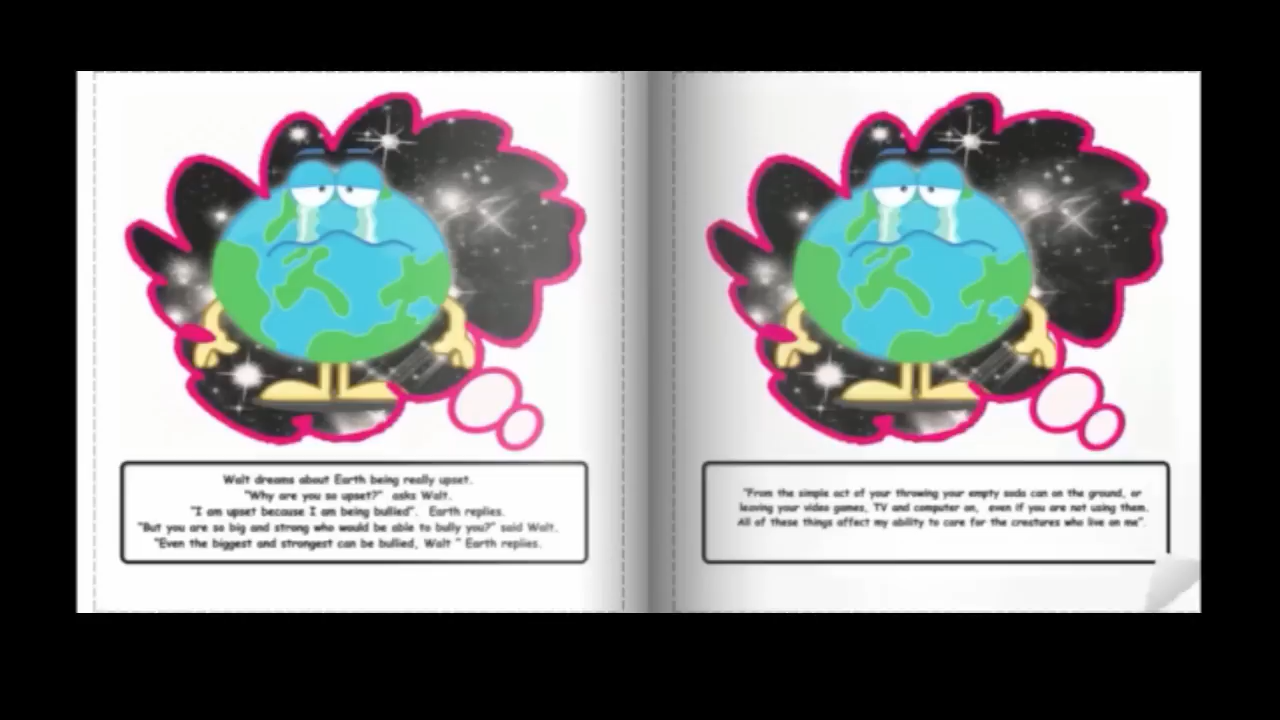 Walt dreams about Earth being really upset.
"Why are you so upset?" asks Walt.
"I am upset because I am being bullied". Earth replies.
"But you are so big and strong who would be able to bully you?" said Walt.
"Even the biggest and strongest can be bullied, Walt " Earth replies.
"From the simple act of your throwing your empty soda can on the ground, or
leaving your video games, TV and computer on, even if you are not using them.
All of these things affect my ability to care for the creatures who live on me".